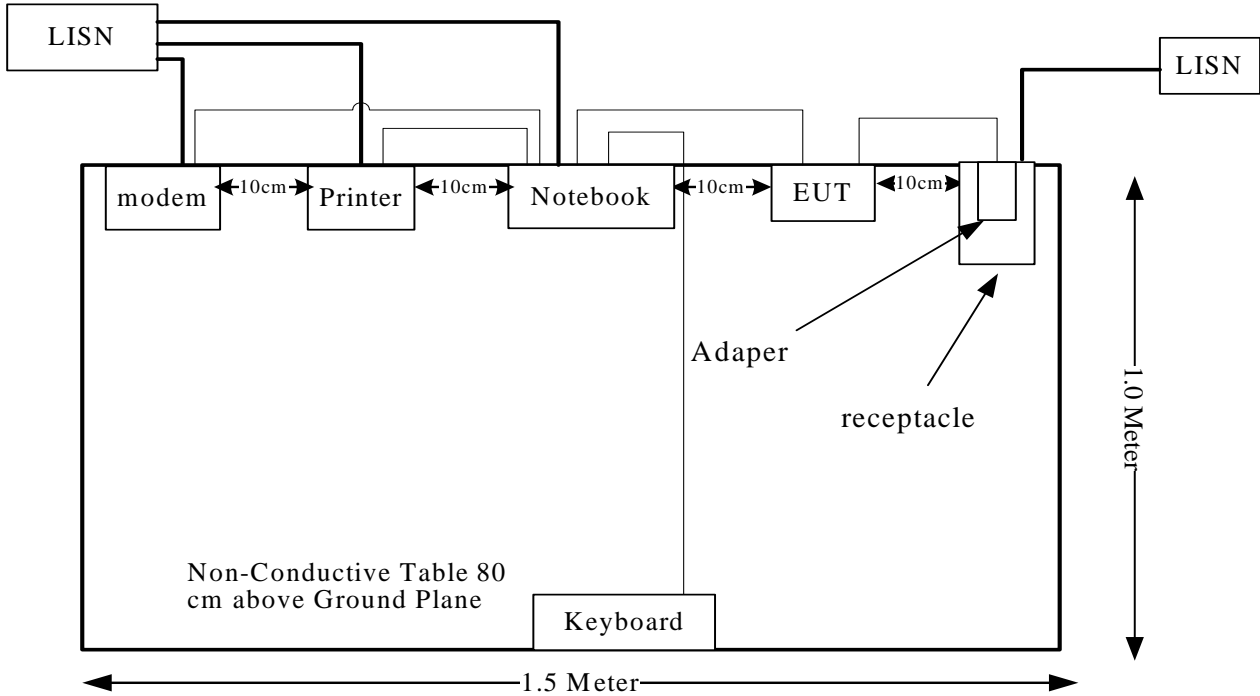 LISN
LISN
modem
10cm
Printer
10cm
Notebook
10cm
EUT
10cm
Adaper
receptacle
1.0 Meter
Non-Conductive Table 80
cm above Ground Plane
Keyboard
1.5 Meter